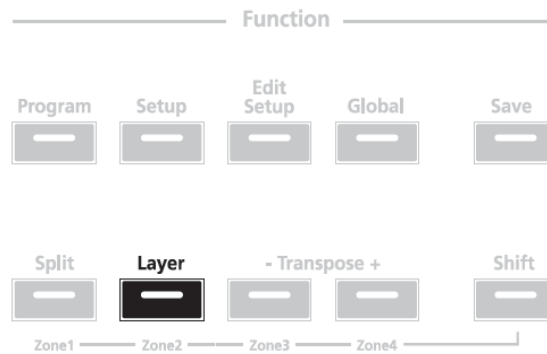 Function
Program Setup Edit Setup Global Save
Split Layer - Transpose + Shift
Zone1 Zone2 Zone3 Zone4